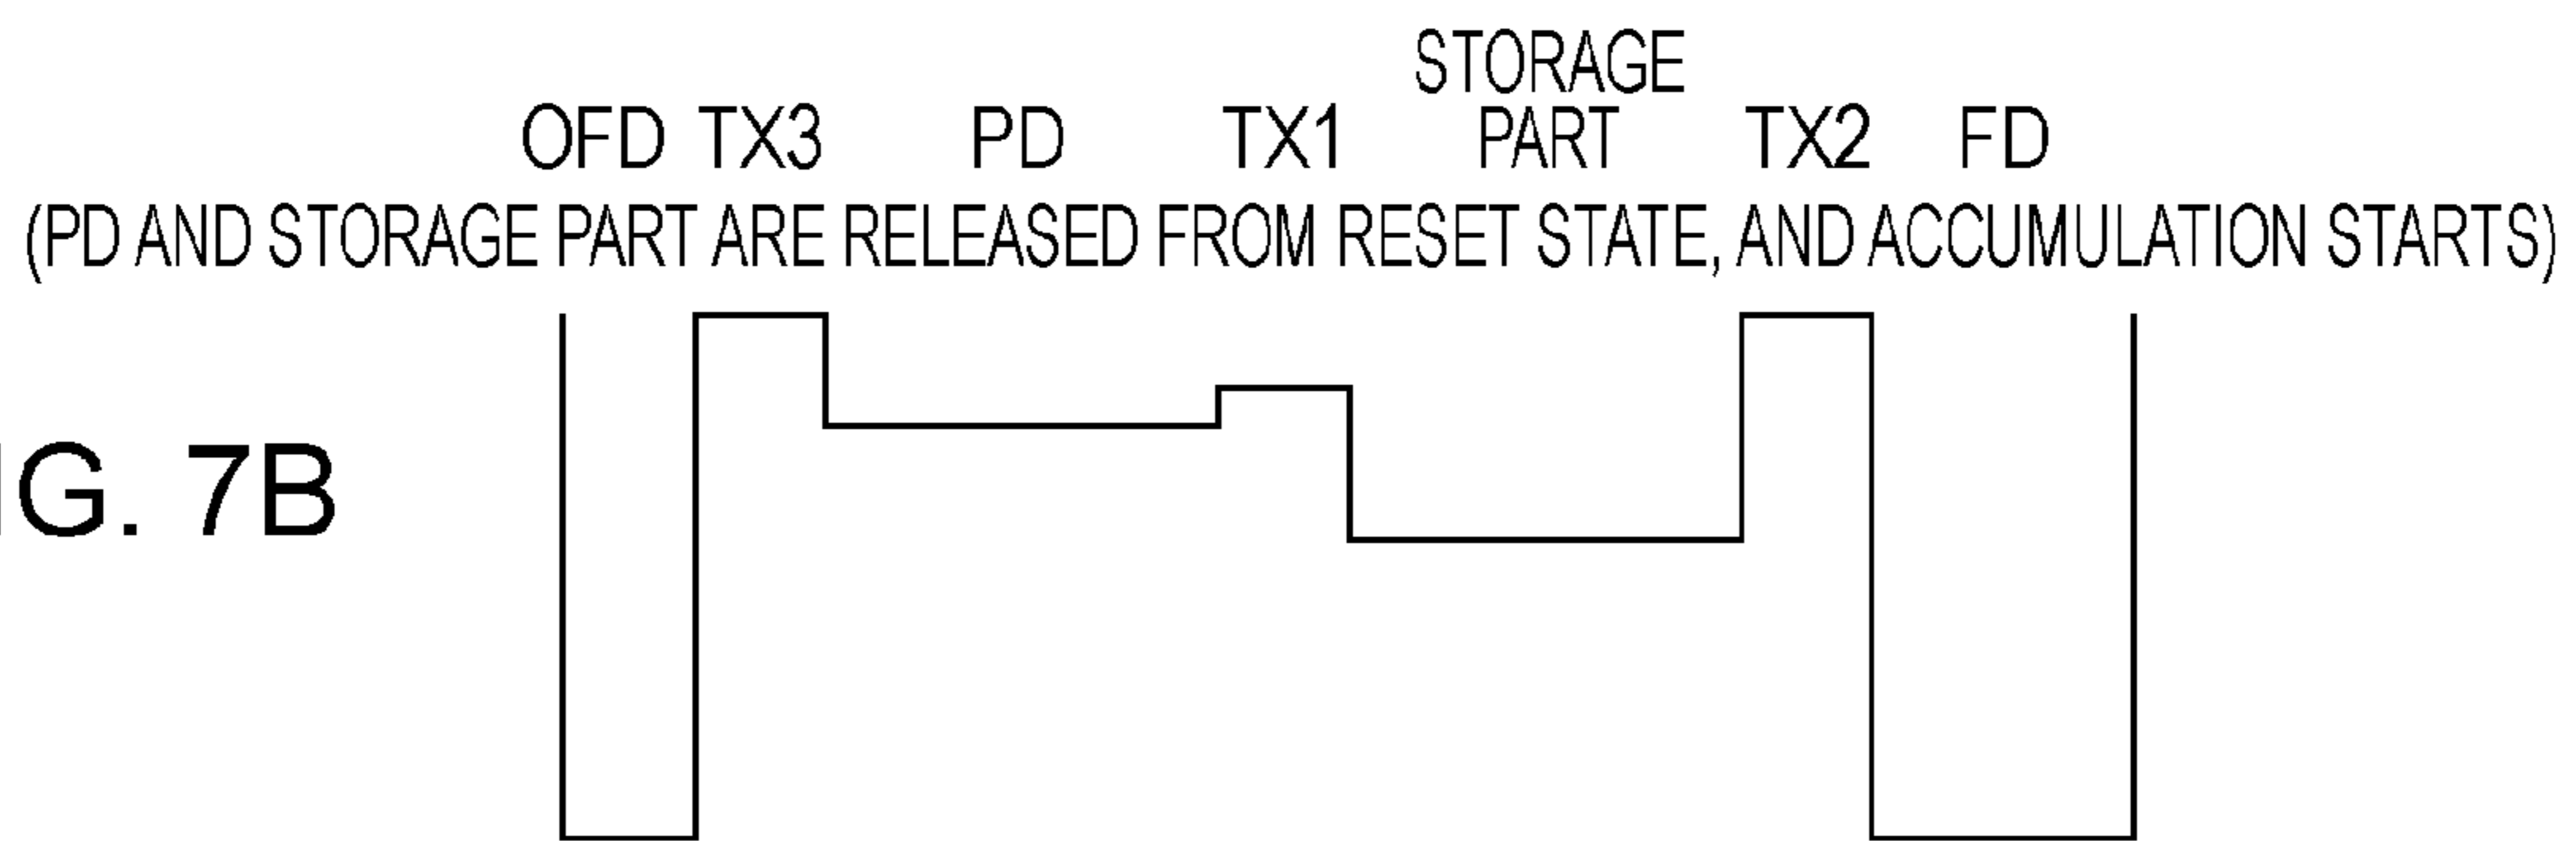 STORAGE
OFD TX3 PD TX1 PART TX2 FD
(PD AND STORAGE PART ARE RELEASED FROM RESET STATE, AND ACCUMULATION STARTS)
IG. 7B